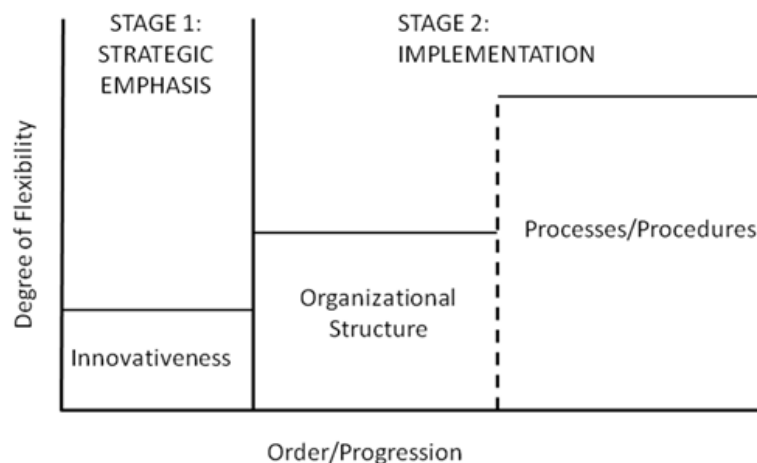 STAGE 1:
STRATEGIC
EMPHASIS
STAGE 2:
IMPLEMENTATION
Degree of Flexibility
Processes/Procedures
Organizational
Structure
Innovativeness
Order/Progression